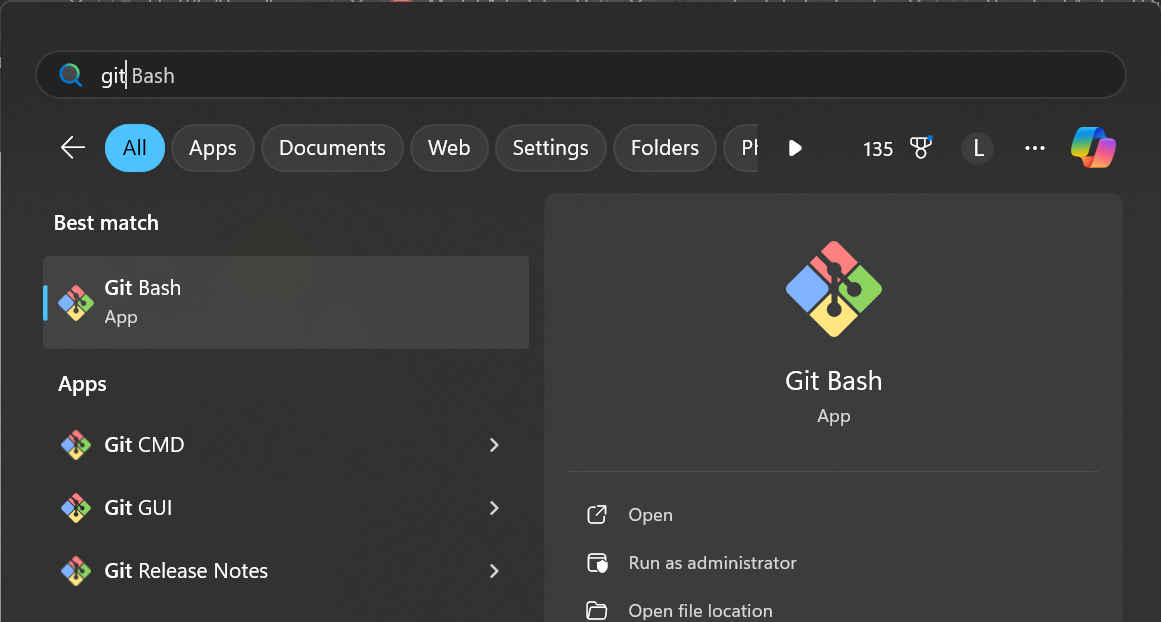 git Bash
All Apps Documents Web Settings Folders 135 L ...
Best match
Git Bash
App
Apps
Git CMD
Git GUI
Git Release Notes
Git Bash
App
Open
Run as administrator
Open file location